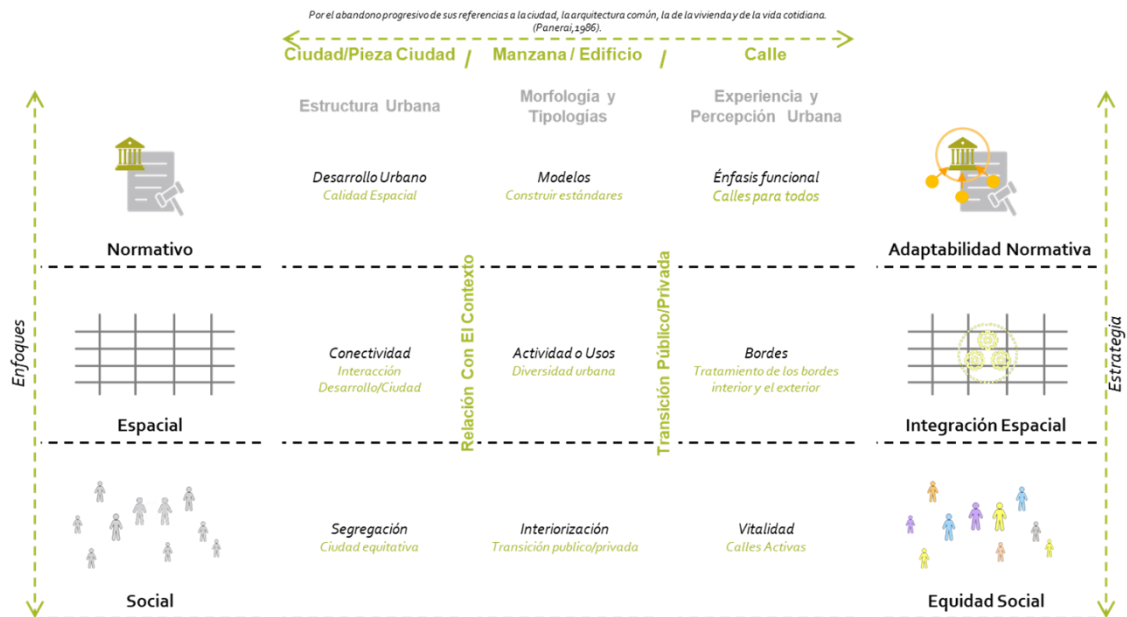 Por el abandono progresivo de sus referencias a la ciudad, la arquitectura común, la de la vivienda y de la vida cotidiana.
(Panerai,1986).
Ciudad/Pieza Ciudad / Manzana / Edificio / Calle
Estructura Urbana
Morfología y
Tipologías
Experiencia y
Percepción Urbana
Enfoques
Normativo
Desarrollo Urbano
Calidad Espacial
Modelos
Construir estándares
Énfasis funcional
Calles para todos
Adaptabilidad Normativa
Relación Con El Contexto
Transición Público/Privada
Estrategia
Espacial
Conectividad
Interacción
Desarrollo/Ciudad
Actividad o Usos
Diversidad urbana
Bordes
Tratamiento de los bordes
interior y el exterior
Integración Espacial
Social
Segregación
Ciudad equitativa
Interiorización
Transición publico/privada
Vitalidad
Calles Activas
Equidad Social